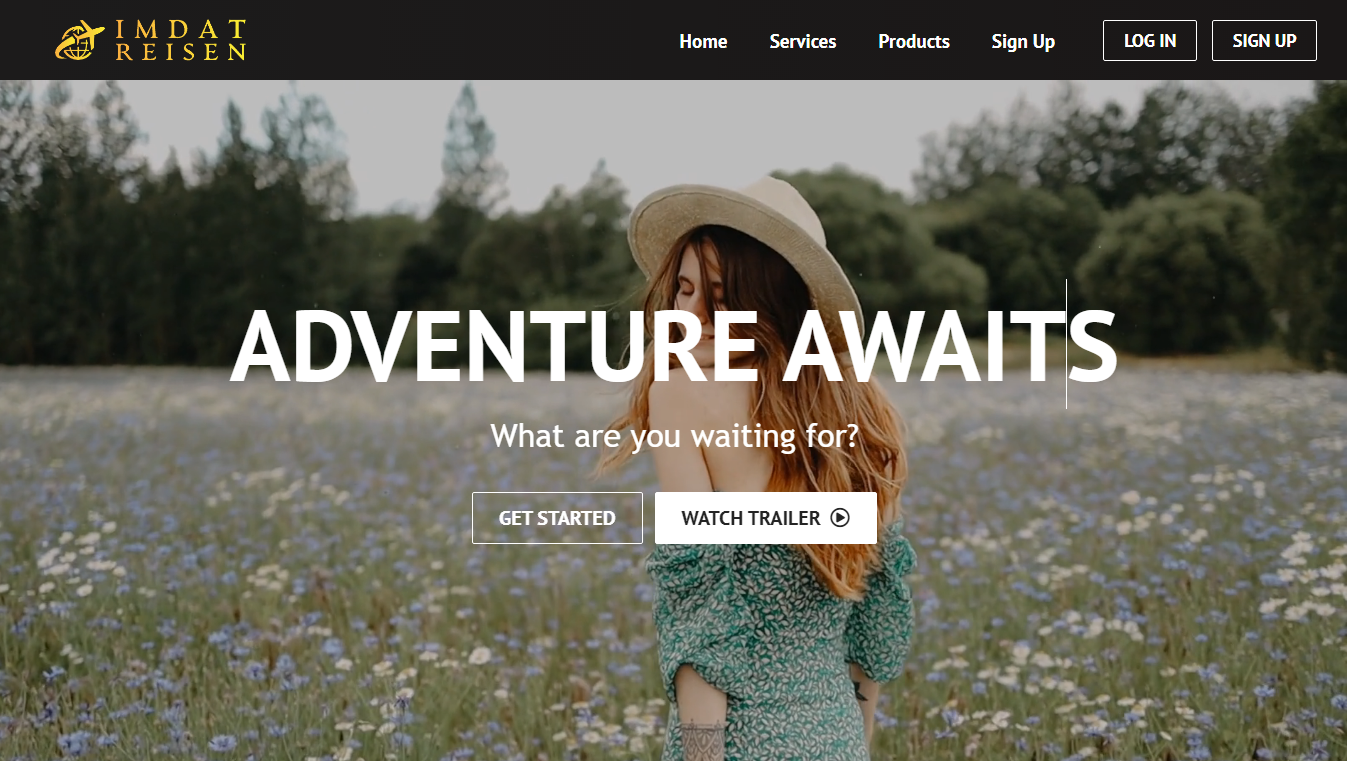 IMDAT
REISEN
Home Services Products Sign Up LOG IN SIGN UP
ADVENTURE AWAITS
What are you waiting for?
GET STARTED WATCH TRAILER